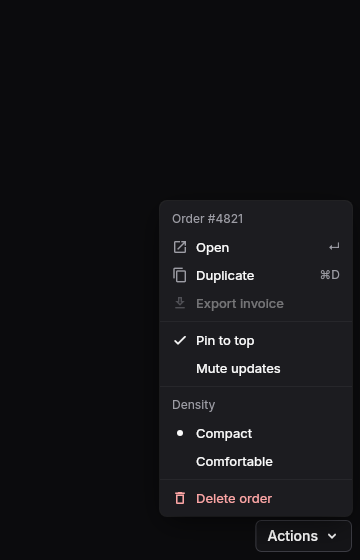 Order #4821
Open ↵
Duplicate ⌘D
Export invoice
Pin to top
Mute updates
Density
Compact
Comfortable
Delete order
Actions